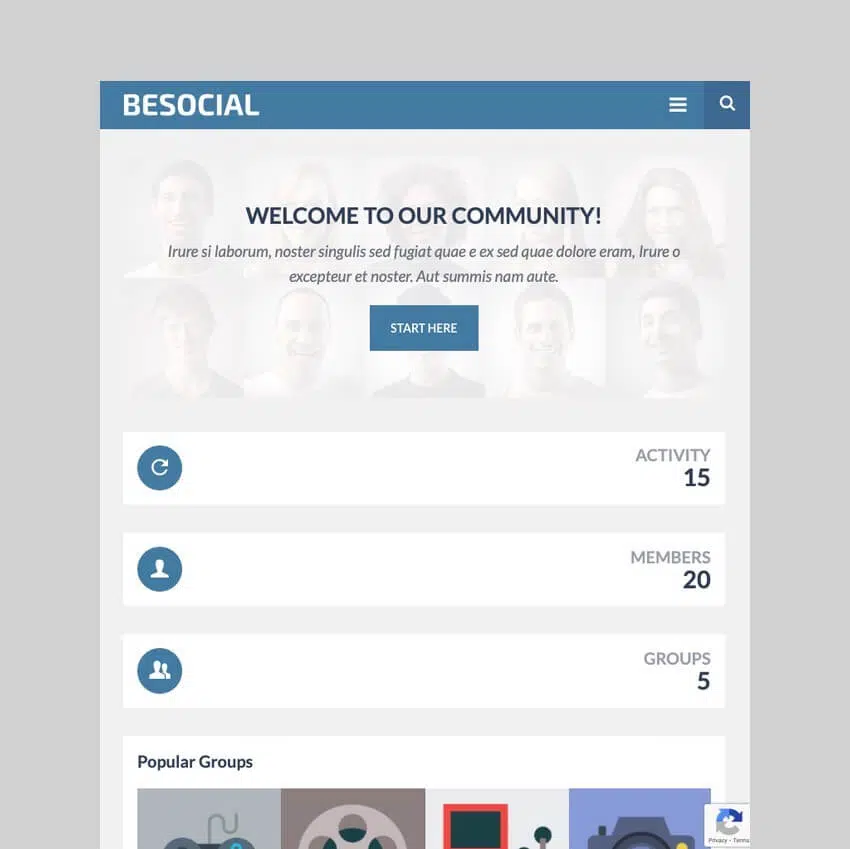 BESOCIAL
WELCOME TO OUR COMMUNITY!
Irure si laborum, noster singulis sed fugiat quae e ex sed quae dolore eram, Irure o
excepteur et noster. Aut summis nam aute.
START HERE
ACTIVITY
15
MEMBERS
20
GROUPS
5
Popular Groups
Privacy - Terms